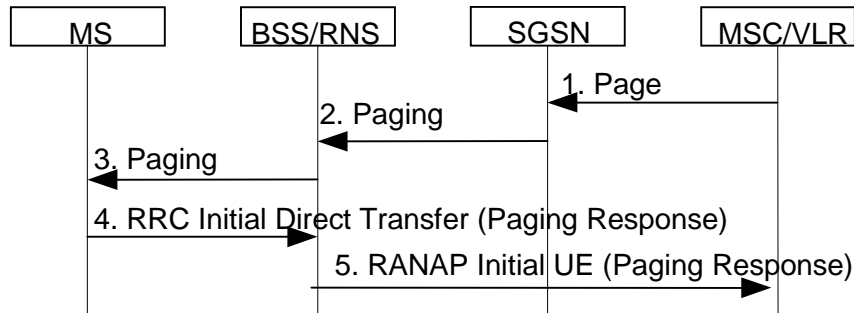 MS
BSS/RNS
SGSN
MSC/VLR
1. Page
2. Paging
3. Paging
4. RRC Initial Direct Transfer (Paging Response)
5. RANAP Initial UE (Paging Response)